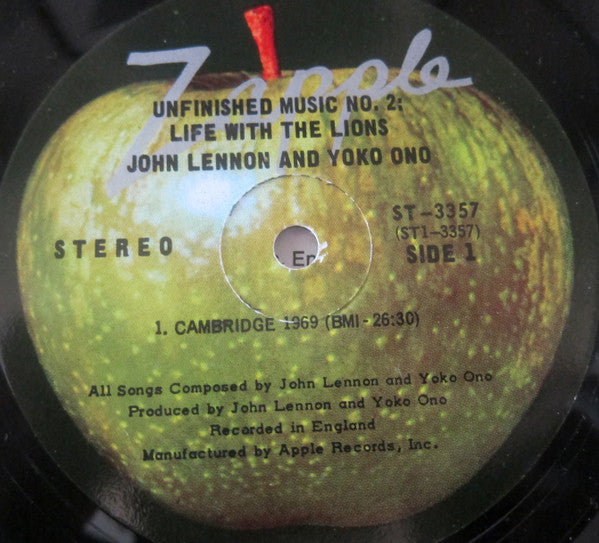 Zapple
UNFINISHED MUSIC NO. 2:
LIFE WITH THE LIONS
JOHN LENNON AND YOKO ONO
ST-3357
(ST1-3357)
STEREO
SIDE 1
En
1. CAMBRIDGE 1969 (BMI - 26:30)
All Songs Composed by John Lennon and Yoko Ono
Produced by John Lennon and Yoko Ono
Recorded in England
Manufactured by Apple Records, Inc.